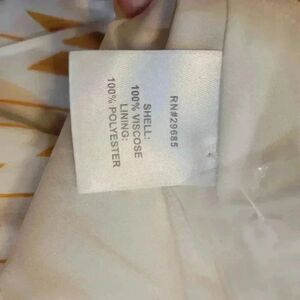 RN#29685
SHELL:
100% VISCOSE
LINING:
100% POLYESTER